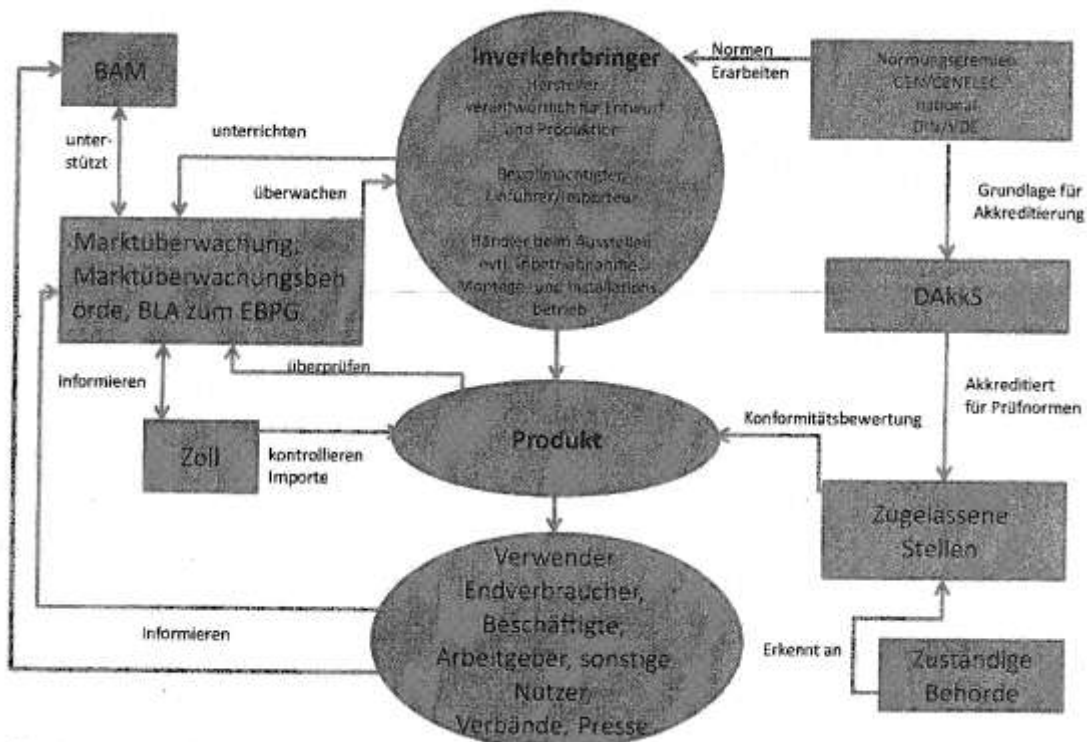 BAM
unter-
stützt
unterrichten
überwachen
Inverkehrbringer
Hersteller
verantwortlich für Entwurf
und Produktion
Bevollmächtigter
Einführer/Importeur
Händler beim Ausstellen
evtl. Inbetriebnahme
Montage- und Installations
betrieb
Normen
Erarbeiten
Normungsgremien
CEN/CENELEC
national
DIN/VDE
Grundlage für
Akkreditierung
Marktüberwachung,
Marktüberwachungsbeh
örde, BLA zum EBPG
DAkkS
informieren
überprüfen
Zoll
kontrollieren
Importe
Produkt
Konformitätsbewertung
Akkreditiert
für Prüfnormen
Zugelassene
Stellen
Verwender
Endverbraucher,
Beschäftigte,
Arbeitgeber, sonstige
Nutzer,
Verbände, Presse
Informieren
Erkennt an
Zuständige
Behörde